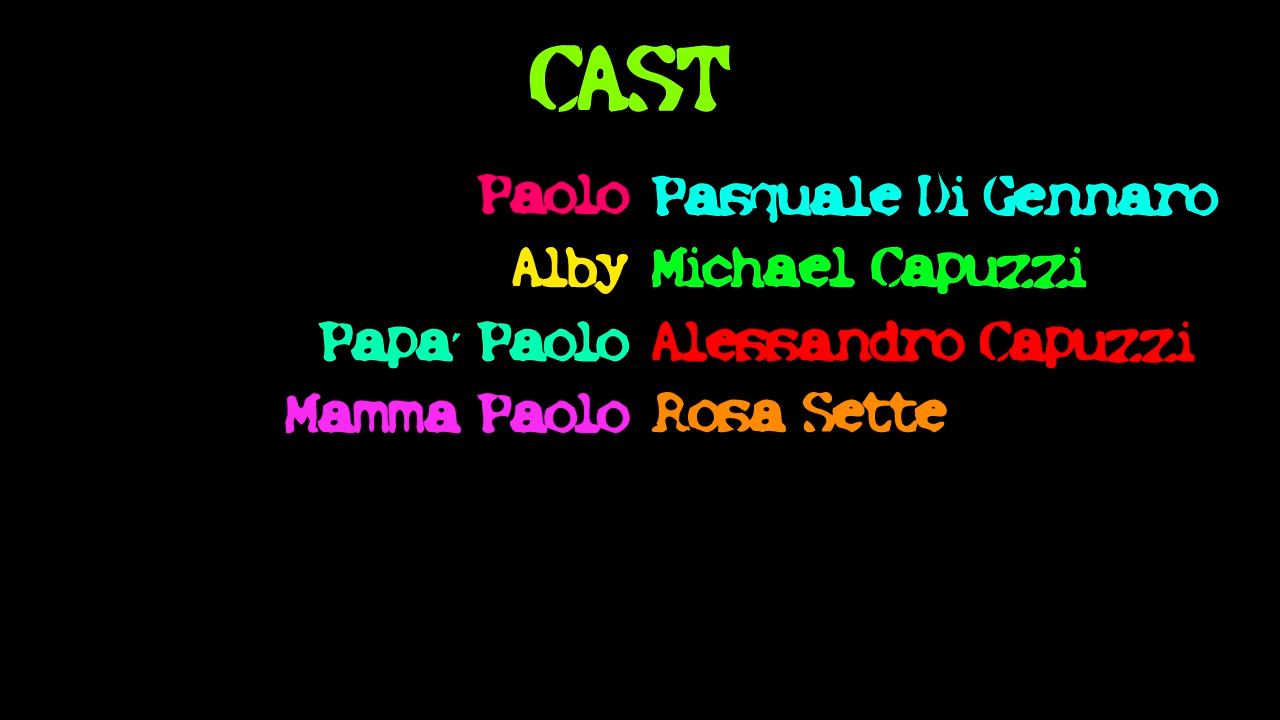 CAST
Paolo Pasquale Di Gennaro
Alby Michael Capuzzi
Papa' Paolo Alessandro Capuzzi
Mamma Paolo Rosa Sette